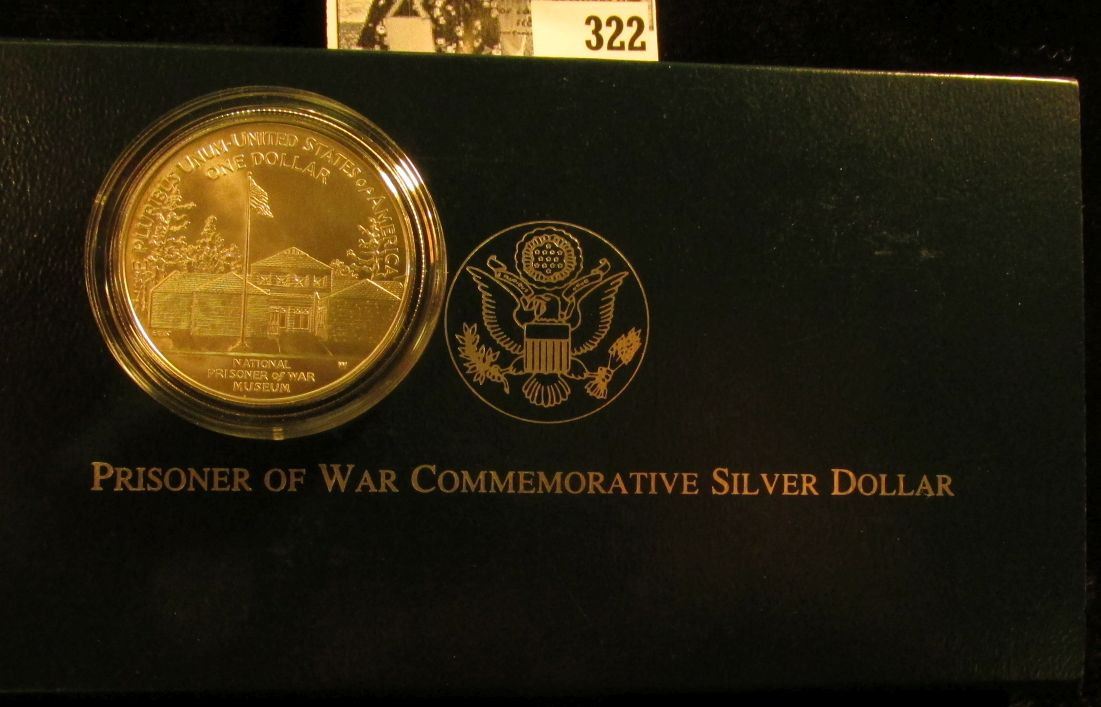 322
E PLURIBUS UNUM·UNITED STATES OF AMERICA
ONE DOLLAR
NATIONAL
PRISONER OF WAR
MUSEUM
PRISONER OF WAR COMMEMORATIVE SILVER DOLLAR